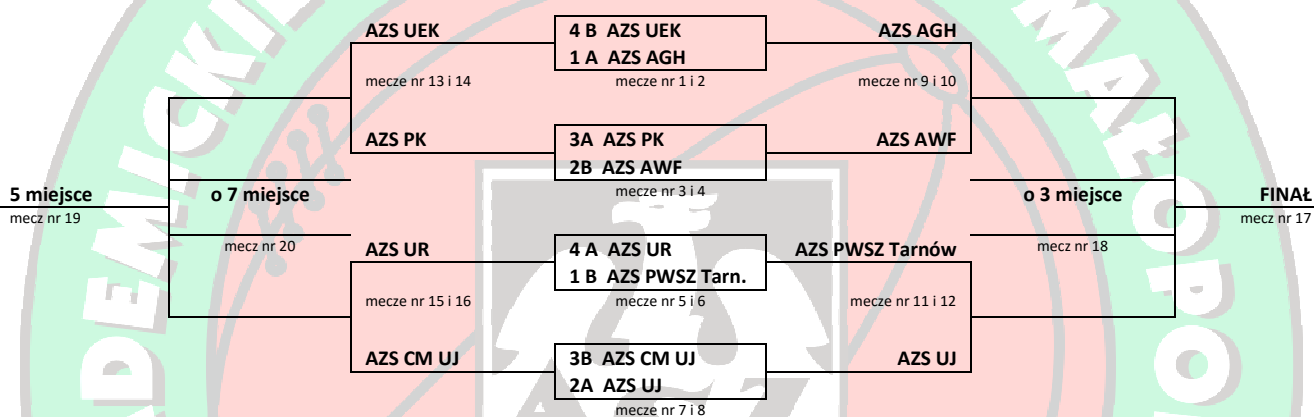 AZS UEK 4 B AZS UEK AZS AGH
1 A AZS AGH
mecze nr 13 i 14 mecze nr 1 i 2 mecze nr 9 i 10
AZS PK 3A AZS PK AZS AWF
2B AZS AWF
5 miejsce o 7 miejsce mecze nr 3 i 4 o 3 miejsce FINAŁ
mecz nr 19 mecz nr 17
mecz nr 20 AZS UR 4 A AZS UR AZS PWSZ Tarnów mecz nr 18
1 B AZS PWSZ Tarn.
mecze nr 15 i 16 mecze nr 5 i 6 mecze nr 11 i 12
AZS CM UJ 3B AZS CM UJ AZS UJ
2A AZS UJ
mecze nr 7 i 8